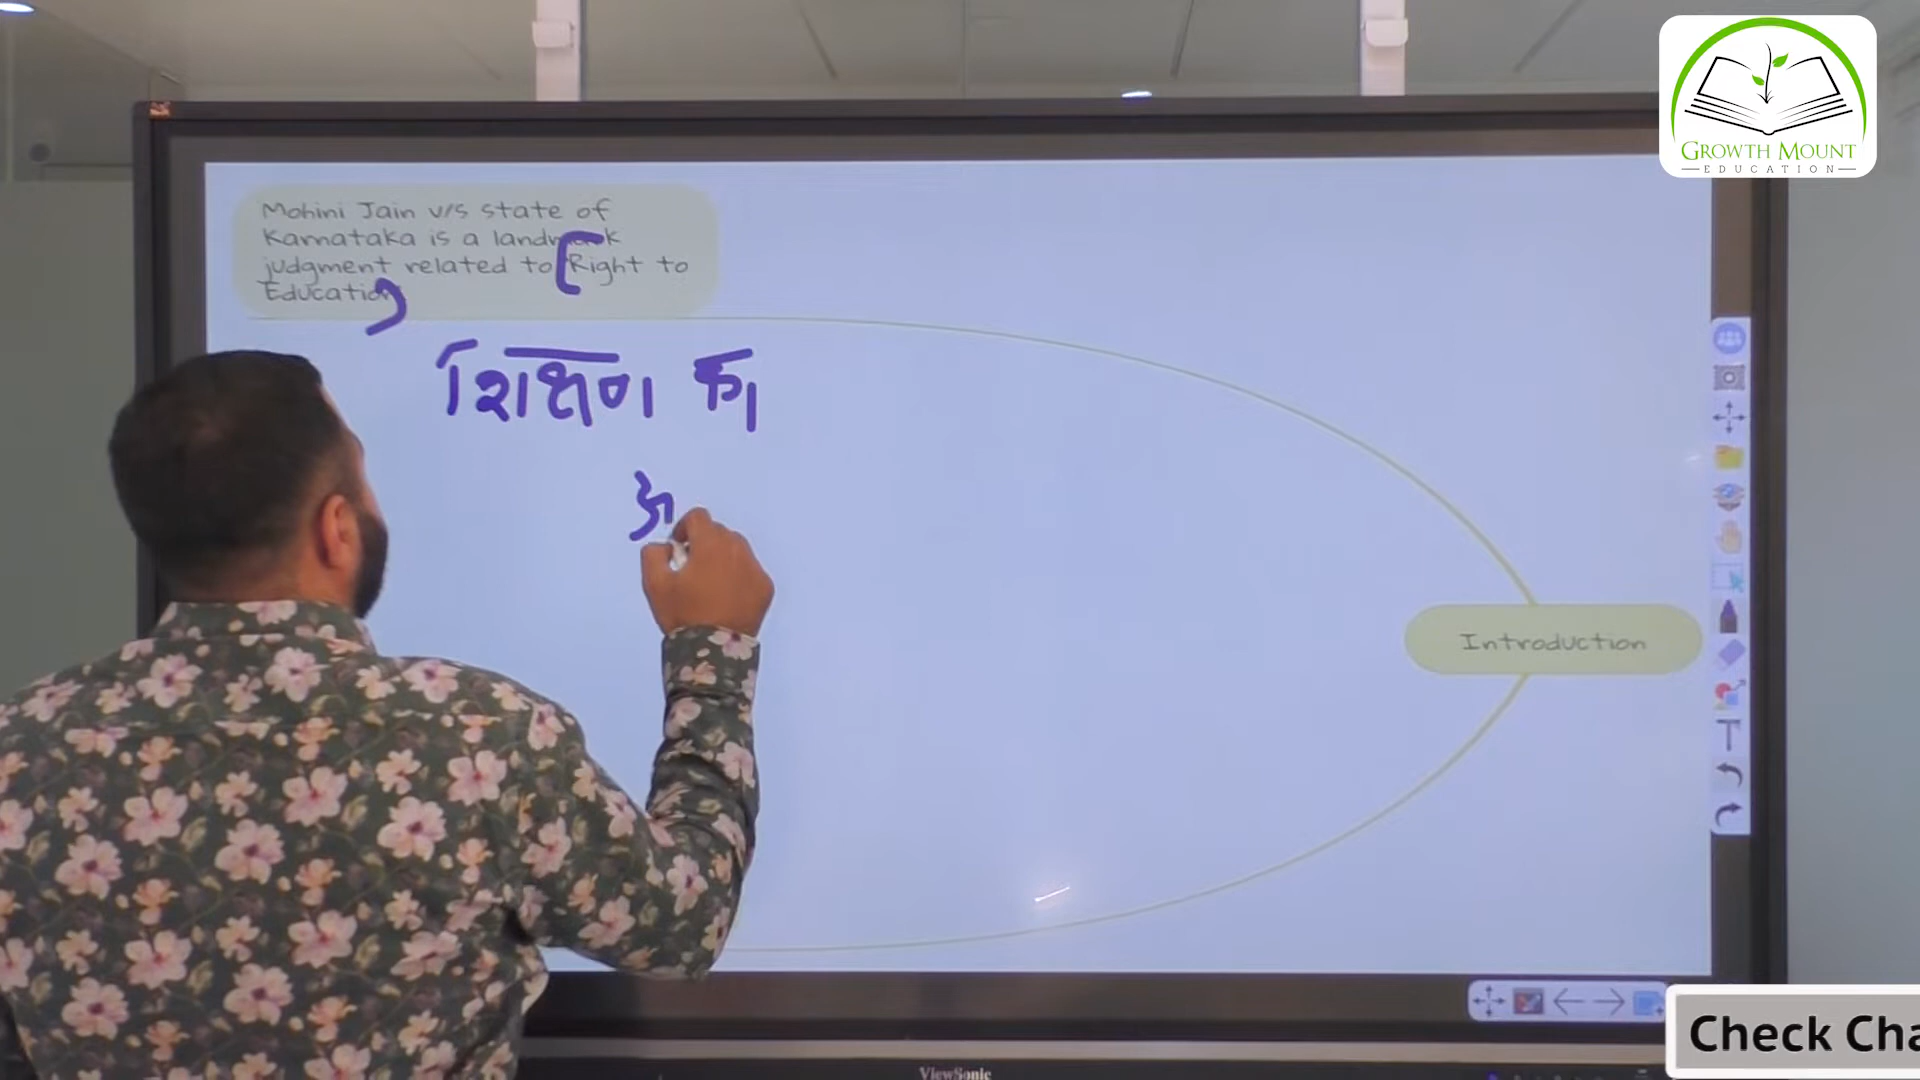 GROWTH MOUNT
EDUCATION
Mohini Jain v/s state of
Karnataka is a landmark
judgment related to Right to
Education
शिक्षण का
अ
Introduction
Check Cha
ViewSonic